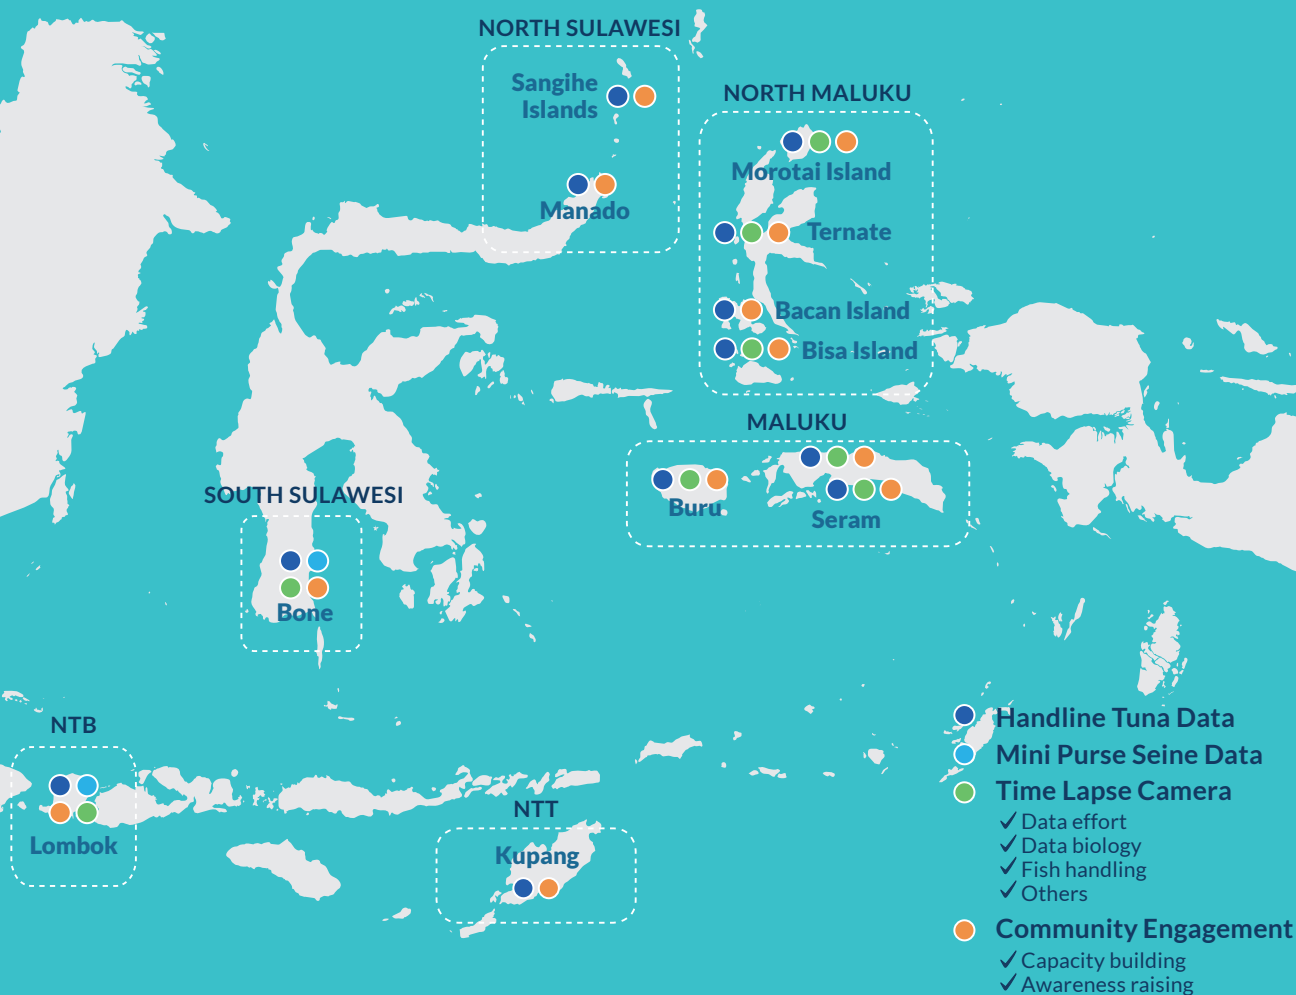 NORTH SULAWESI
Sangihe
Islands
Manado
NORTH MALUKU
Morotai Island
Ternate
Bacan Island
Bisa Island
MALUKU
Buru
Seram
SOUTH SULAWESI
Bone
NTB
Lombok
NTT
Kupang
Handline Tuna Data
Mini Purse Seine Data
Time Lapse Camera
✓ Data effort
✓ Data biology
✓ Fish handling
✓ Others
Community Engagement
✓ Capacity building
✓ Awareness raising